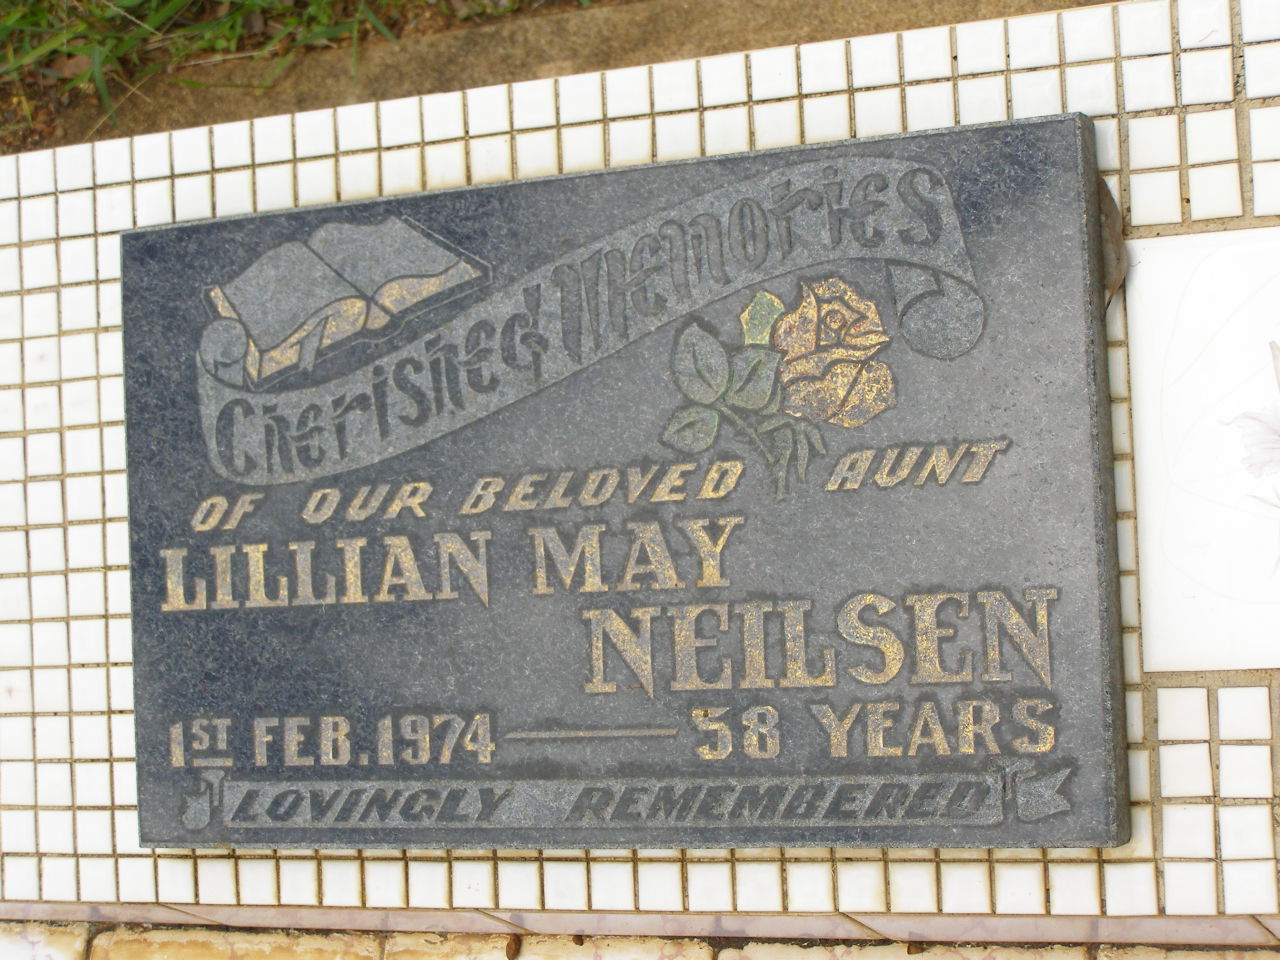 Cherished Memories
OF OUR BELOVED AUNT
LILLIAN MAY
NEILSEN
1ST FEB. 1974 — 58 YEARS
LOVINGLY REMEMBERED